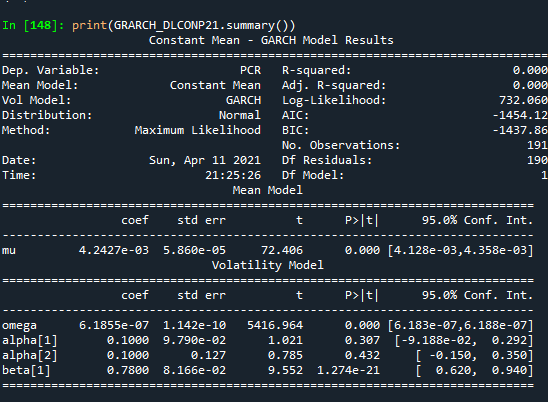 In [148]: print(GRARCH_DLCONP21.summary())
Constant Mean - GARCH Model Results
==============================================================================
Dep. Variable: PCR R-squared: 0.000
Mean Model: Constant Mean Adj. R-squared: 0.000
Vol Model: GARCH Log-Likelihood: 732.060
Distribution: Normal AIC: -1454.12
Method: Maximum Likelihood BIC: -1437.86
No. Observations: 191
Date: Sun, Apr 11 2021 Df Residuals: 190
Time: 21:25:26 Df Model: 1
Mean Model
============================================================================
coef std err t P>|t| 95.0% Conf. Int.
----------------------------------------------------------------------------
mu 4.2427e-03 5.860e-05 72.406 0.000 [4.128e-03,4.358e-03]
Volatility Model
============================================================================
coef std err t P>|t| 95.0% Conf. Int.
----------------------------------------------------------------------------
omega 6.1855e-07 1.142e-10 5416.964 0.000 [6.183e-07,6.188e-07]
alpha[1] 0.1000 9.790e-02 1.021 0.307 [-9.188e-02, 0.292]
alpha[2] 0.1000 0.127 0.785 0.432 [ -0.150, 0.350]
beta[1] 0.7800 8.166e-02 9.552 1.274e-21 [ 0.620, 0.940]
============================================================================